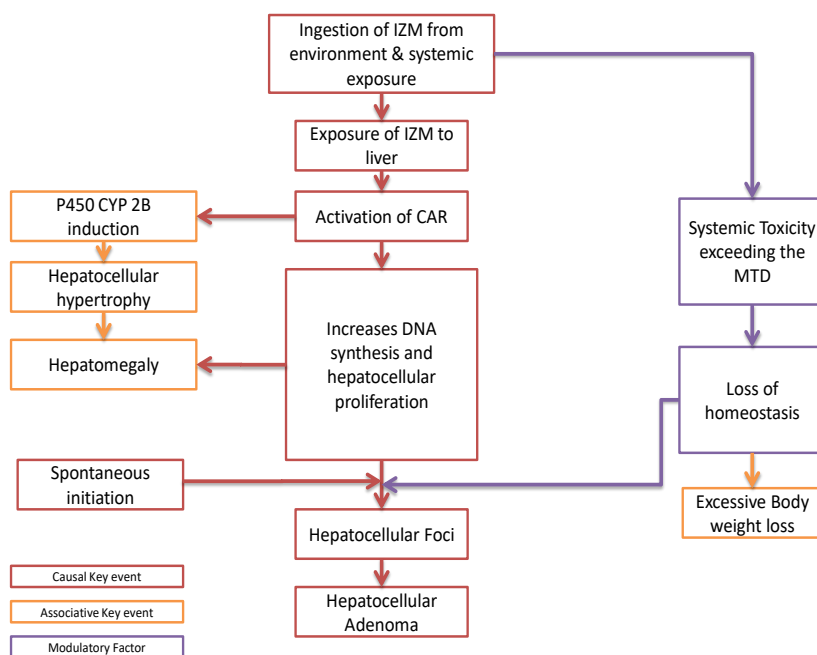 Ingestion of IZM from
environment & systemic
exposure
Exposure of IZM to
liver
P450 CYP 2B
induction
Activation of CAR
Systemic Toxicity
exceeding the
MTD
Hepatocellular
hypertrophy
Increases DNA
synthesis and
hepatocellular
proliferation
Hepatomegaly
Loss of
homeostasis
Spontaneous
initiation
Excessive Body
weight loss
Hepatocellular Foci
Hepatocellular
Adenoma
Causal Key event
Associative Key event
Modulatory Factor